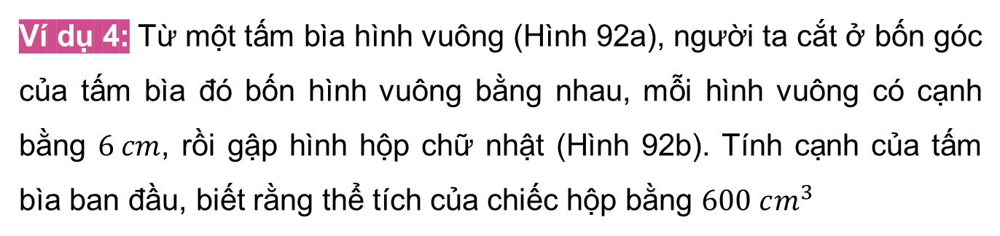 Ví dụ 4: Từ một tấm bìa hình vuông (Hình 92a), người ta cắt ở bốn góc
của tấm bìa đó bốn hình vuông bằng nhau, mỗi hình vuông có cạnh
bằng 6 cm, rồi gập hình hộp chữ nhật (Hình 92b). Tính cạnh của tấm
bìa ban đầu, biết rằng thể tích của chiếc hộp bằng 600 cm³